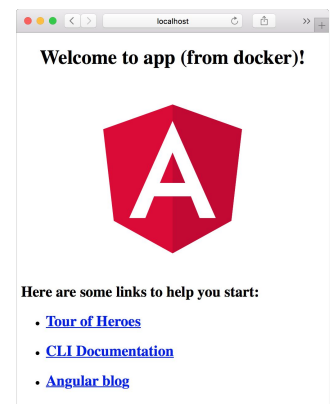 localhost
Welcome to app (from docker)!
A
Here are some links to help you start:
Tour of Heroes
CLI Documentation
Angular blog